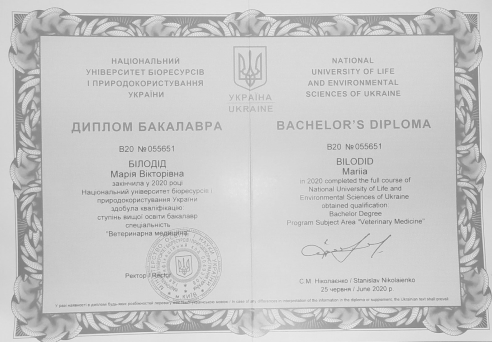 НАЦІОНАЛЬНИЙ
УНІВЕРСИТЕТ БІОРЕСУРСІВ
І ПРИРОДОКОРИСТУВАННЯ
УКРАЇНИ
УКРАЇНА
UKRAINE
NATIONAL
UNIVERSITY OF LIFE
AND ENVIRONMENTAL
SCIENCES OF UKRAINE
ДИПЛОМ БАКАЛАВРА
В20 №055651
БІЛОДІД
Марія Вікторівна
закінчила у 2020 році
Національний університет біоресурсів і
природокористування України
здобула кваліфікацію:
ступінь вищої освіти бакалавр
спеціальність
"Ветеринарна медицина"
Ректор / Rector
BACHELOR'S DIPLOMA
B20 №055651
BILODID
Mariia
in 2020 completed the full course of
National University of Life and
Environmental Sciences of Ukraine
obtained qualification:
Bachelor Degree
Program Subject Area "Veterinary Medicine"
С.М. Ніколаєнко / Stanislav Nikolaienko
25 червня / June 2020 р.